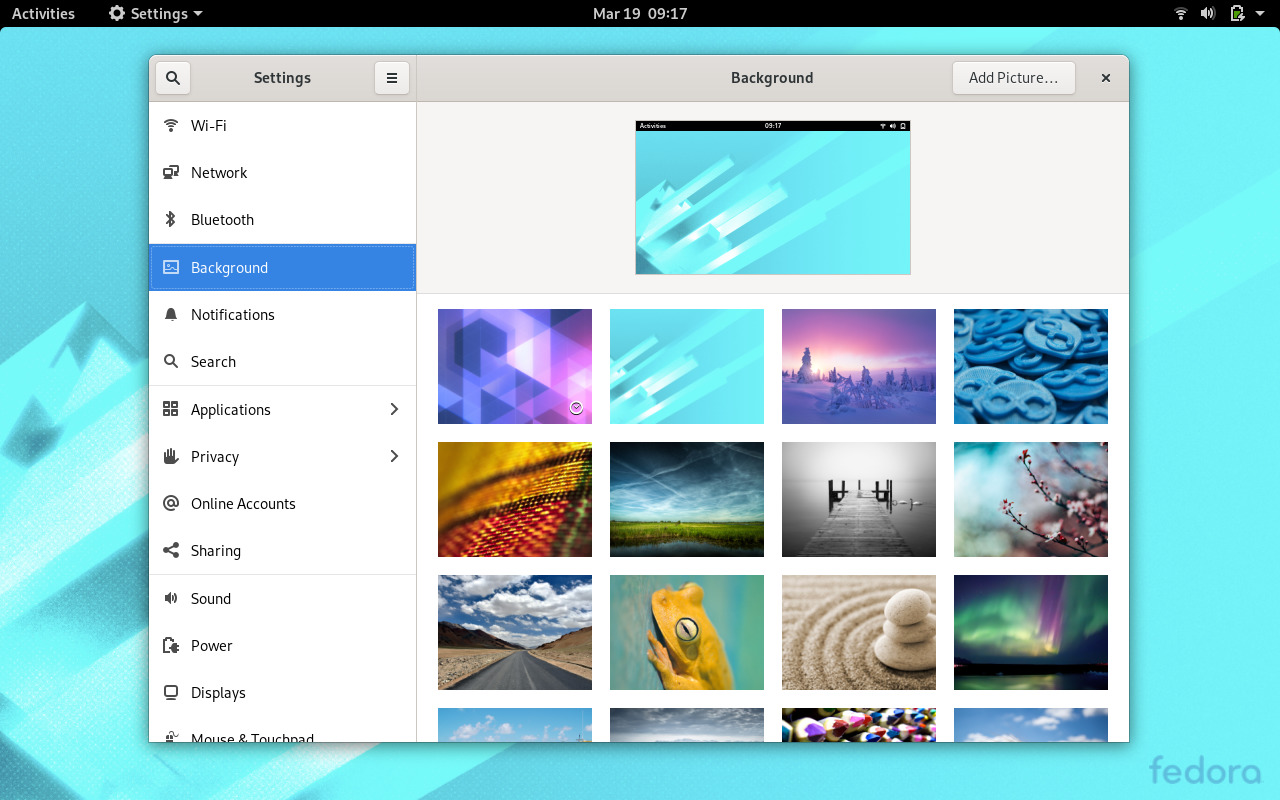 Activities
Settings
Mar 19 09:17
Settings
Background
Add Picture…
Wi-Fi
Network
Bluetooth
Background
Notifications
Search
Applications
Privacy
Online Accounts
Sharing
Sound
Power
Displays
Mouse & Touchpad
Activities
09:17
fedora